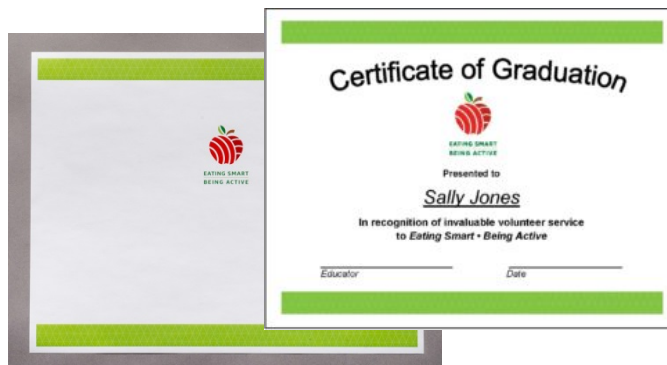 EATING SMART
BEING ACTIVE
Certificate of Graduation
EATING SMART
BEING ACTIVE
Presented to
Sally Jones
In recognition of invaluable volunteer service
to Eating Smart • Being Active
Educator
Date